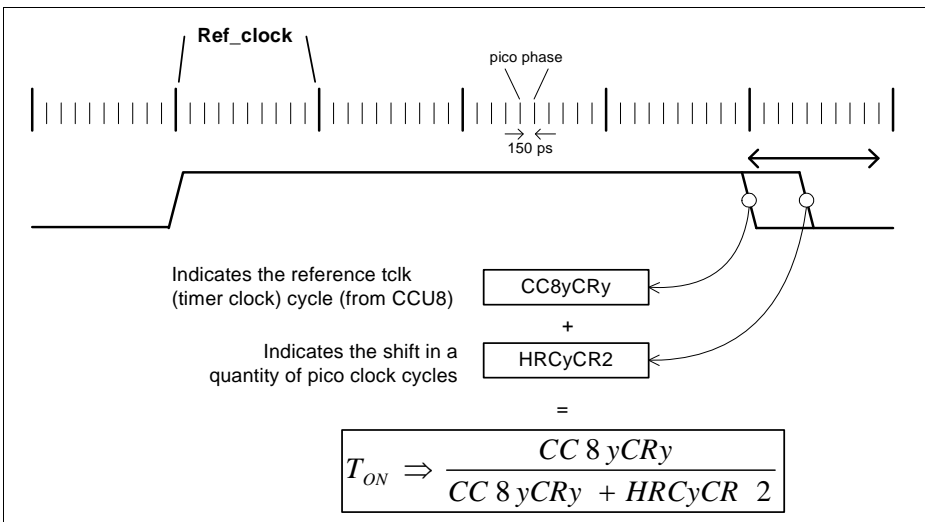 Ref_clock
pico phase
150 ps
Indicates the reference tclk
(timer clock) cycle (from CCU8)
CC8yCRy
+
Indicates the shift in a
quantity of pico clock cycles
HRCyCR2
=
T_ON ⇒ CC 8 yCRy / CC 8 yCRy + HRCyCR 2